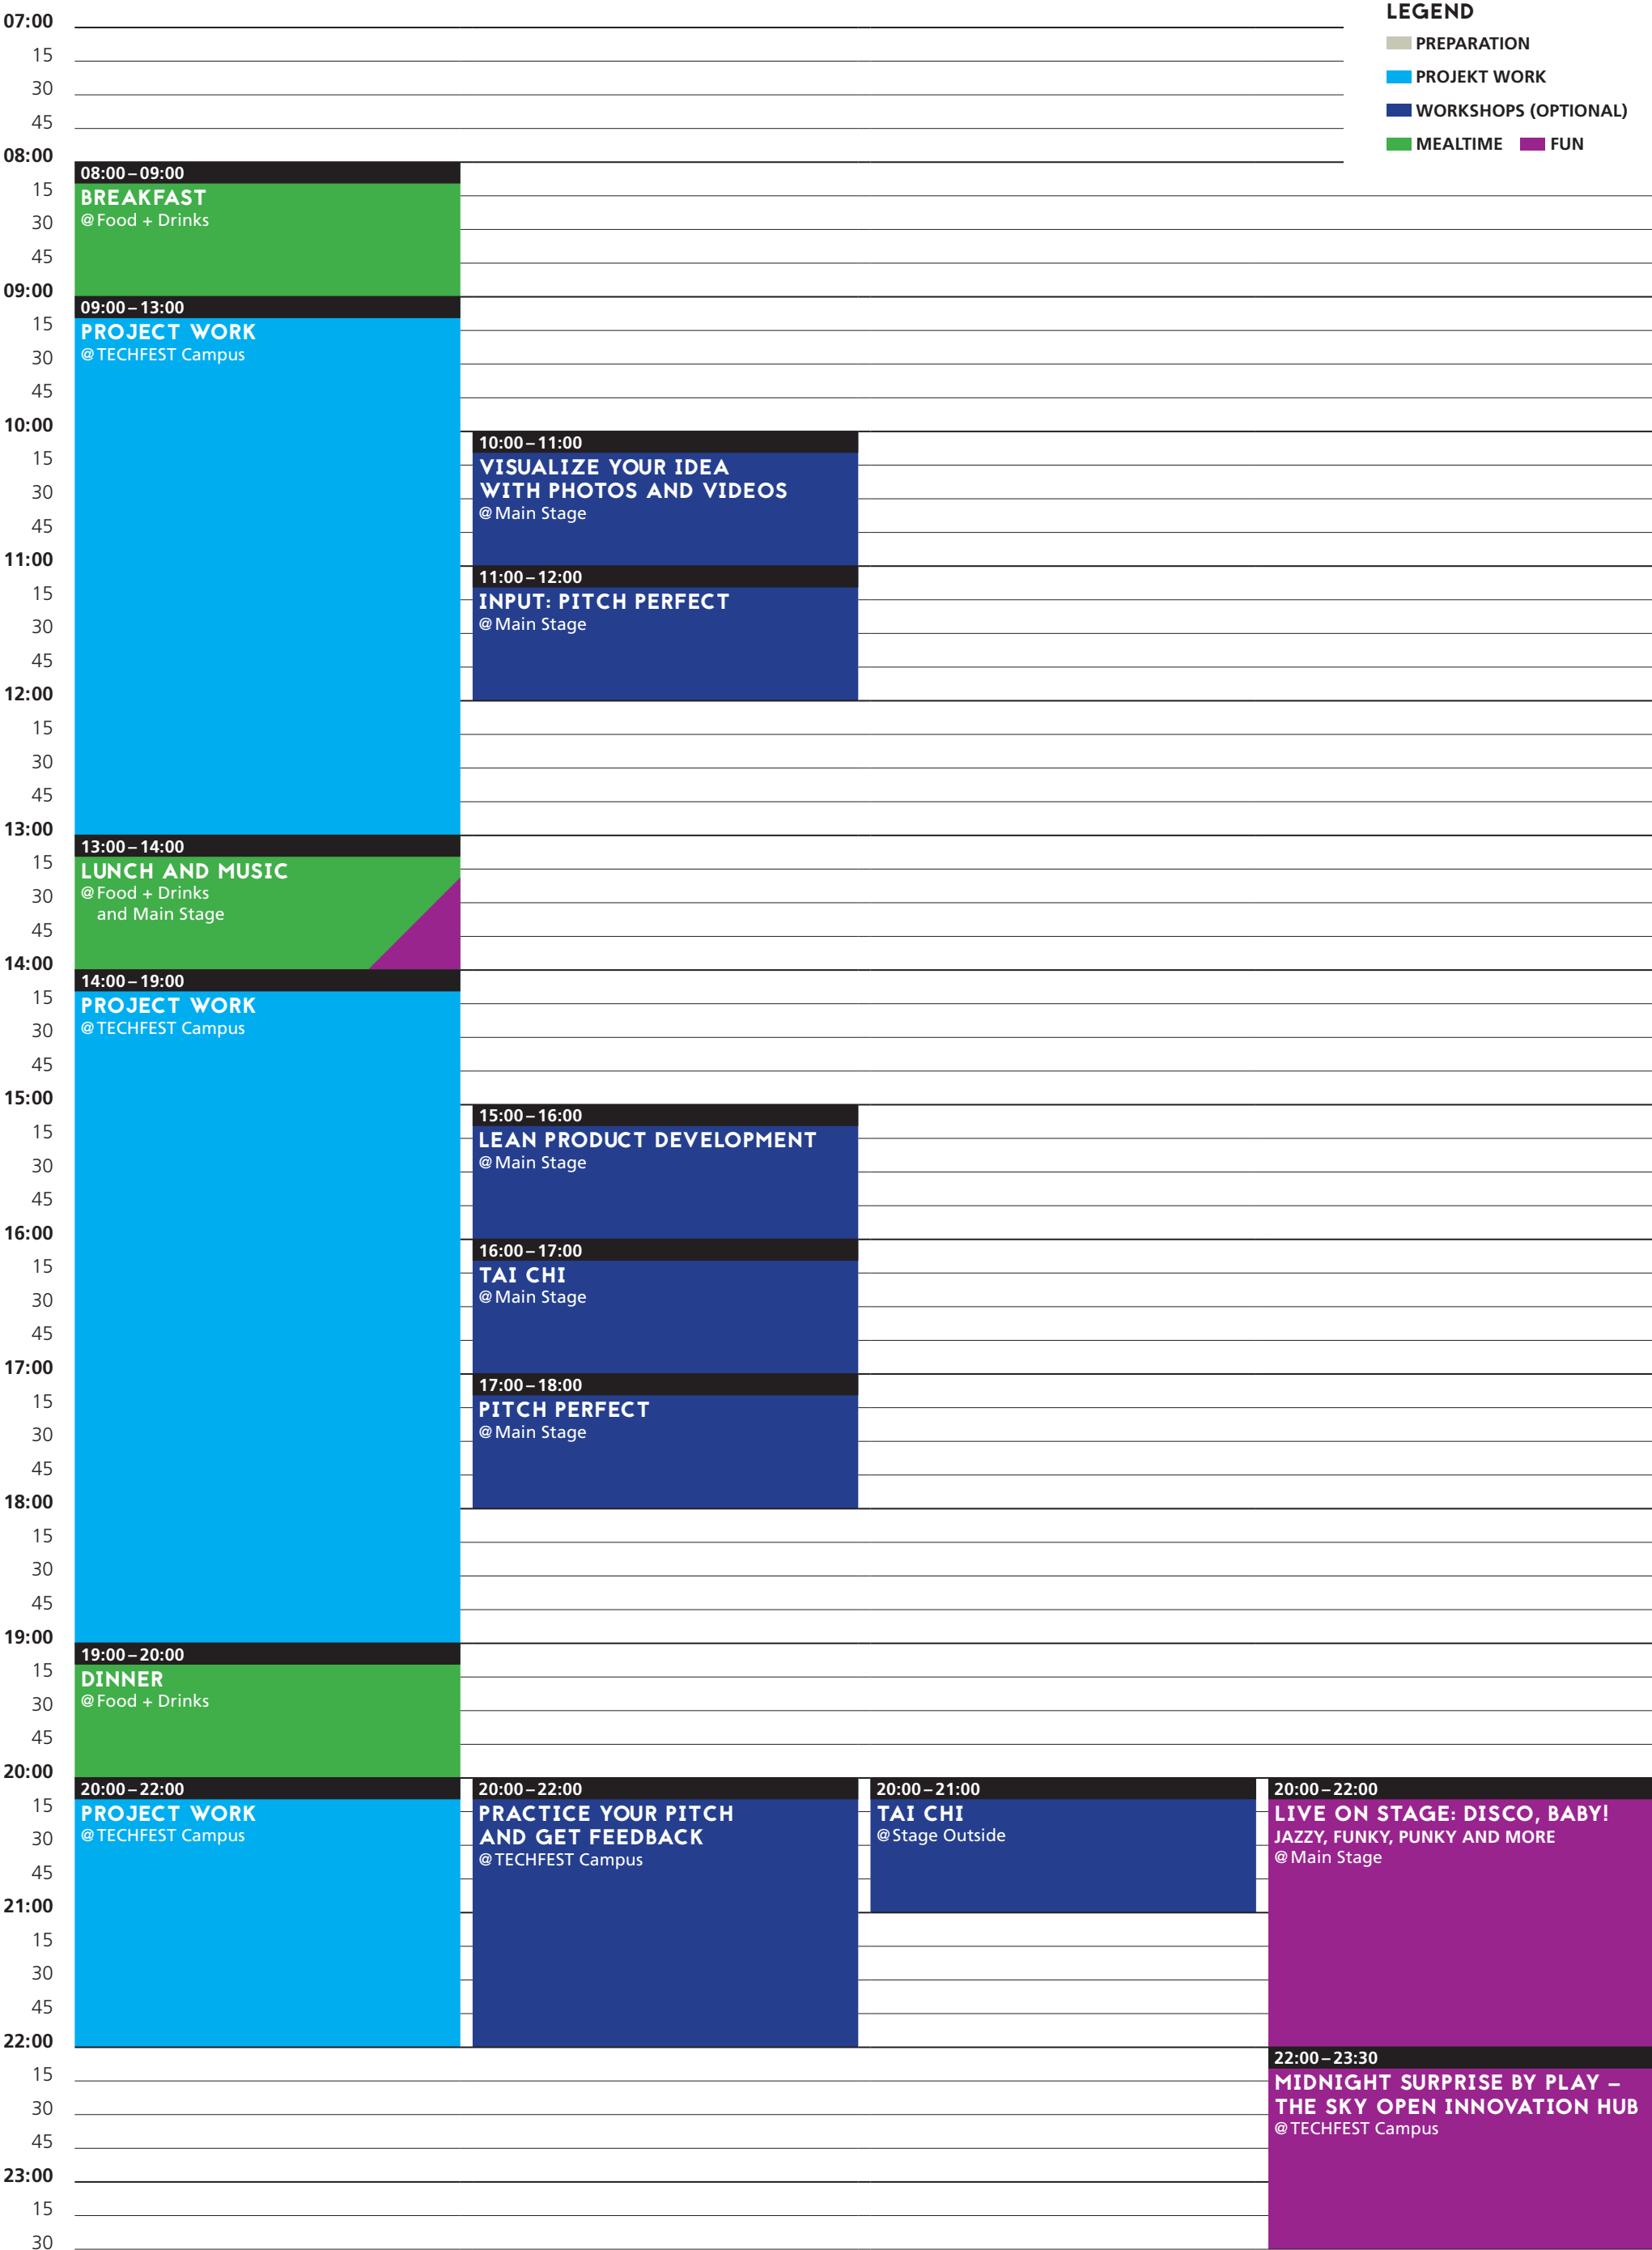 LEGEND
PREPARATION
PROJEKT WORK
WORKSHOPS (OPTIONAL)
MEALTIME FUN
07:00
15
30
45
08:00
15
30
45
09:00
15
30
45
10:00
15
30
45
11:00
15
30
45
12:00
15
30
45
13:00
15
30
45
14:00
15
30
45
15:00
15
30
45
16:00
15
30
45
17:00
15
30
45
18:00
15
30
45
19:00
15
30
45
20:00
15
30
45
21:00
15
30
45
22:00
15
30
45
23:00
15
30
08:00–09:00
BREAKFAST
@Food + Drinks
09:00–13:00
PROJECT WORK
@TECHFEST Campus
13:00–14:00
LUNCH AND MUSIC
@Food + Drinks
and Main Stage
14:00–19:00
PROJECT WORK
@TECHFEST Campus
19:00–20:00
DINNER
@Food + Drinks
20:00–22:00
PROJECT WORK
@TECHFEST Campus
10:00–11:00
VISUALIZE YOUR IDEA
WITH PHOTOS AND VIDEOS
@Main Stage
11:00–12:00
INPUT: PITCH PERFECT
@Main Stage
15:00–16:00
LEAN PRODUCT DEVELOPMENT
@Main Stage
16:00–17:00
TAI CHI
@Main Stage
17:00–18:00
PITCH PERFECT
@Main Stage
20:00–22:00
PRACTICE YOUR PITCH
AND GET FEEDBACK
@TECHFEST Campus
20:00–21:00
TAI CHI
@Stage Outside
20:00–22:00
LIVE ON STAGE: DISCO, BABY!
JAZZY, FUNKY, PUNKY AND MORE
@Main Stage
22:00–23:30
MIDNIGHT SURPRISE BY PLAY –
THE SKY OPEN INNOVATION HUB
@TECHFEST Campus